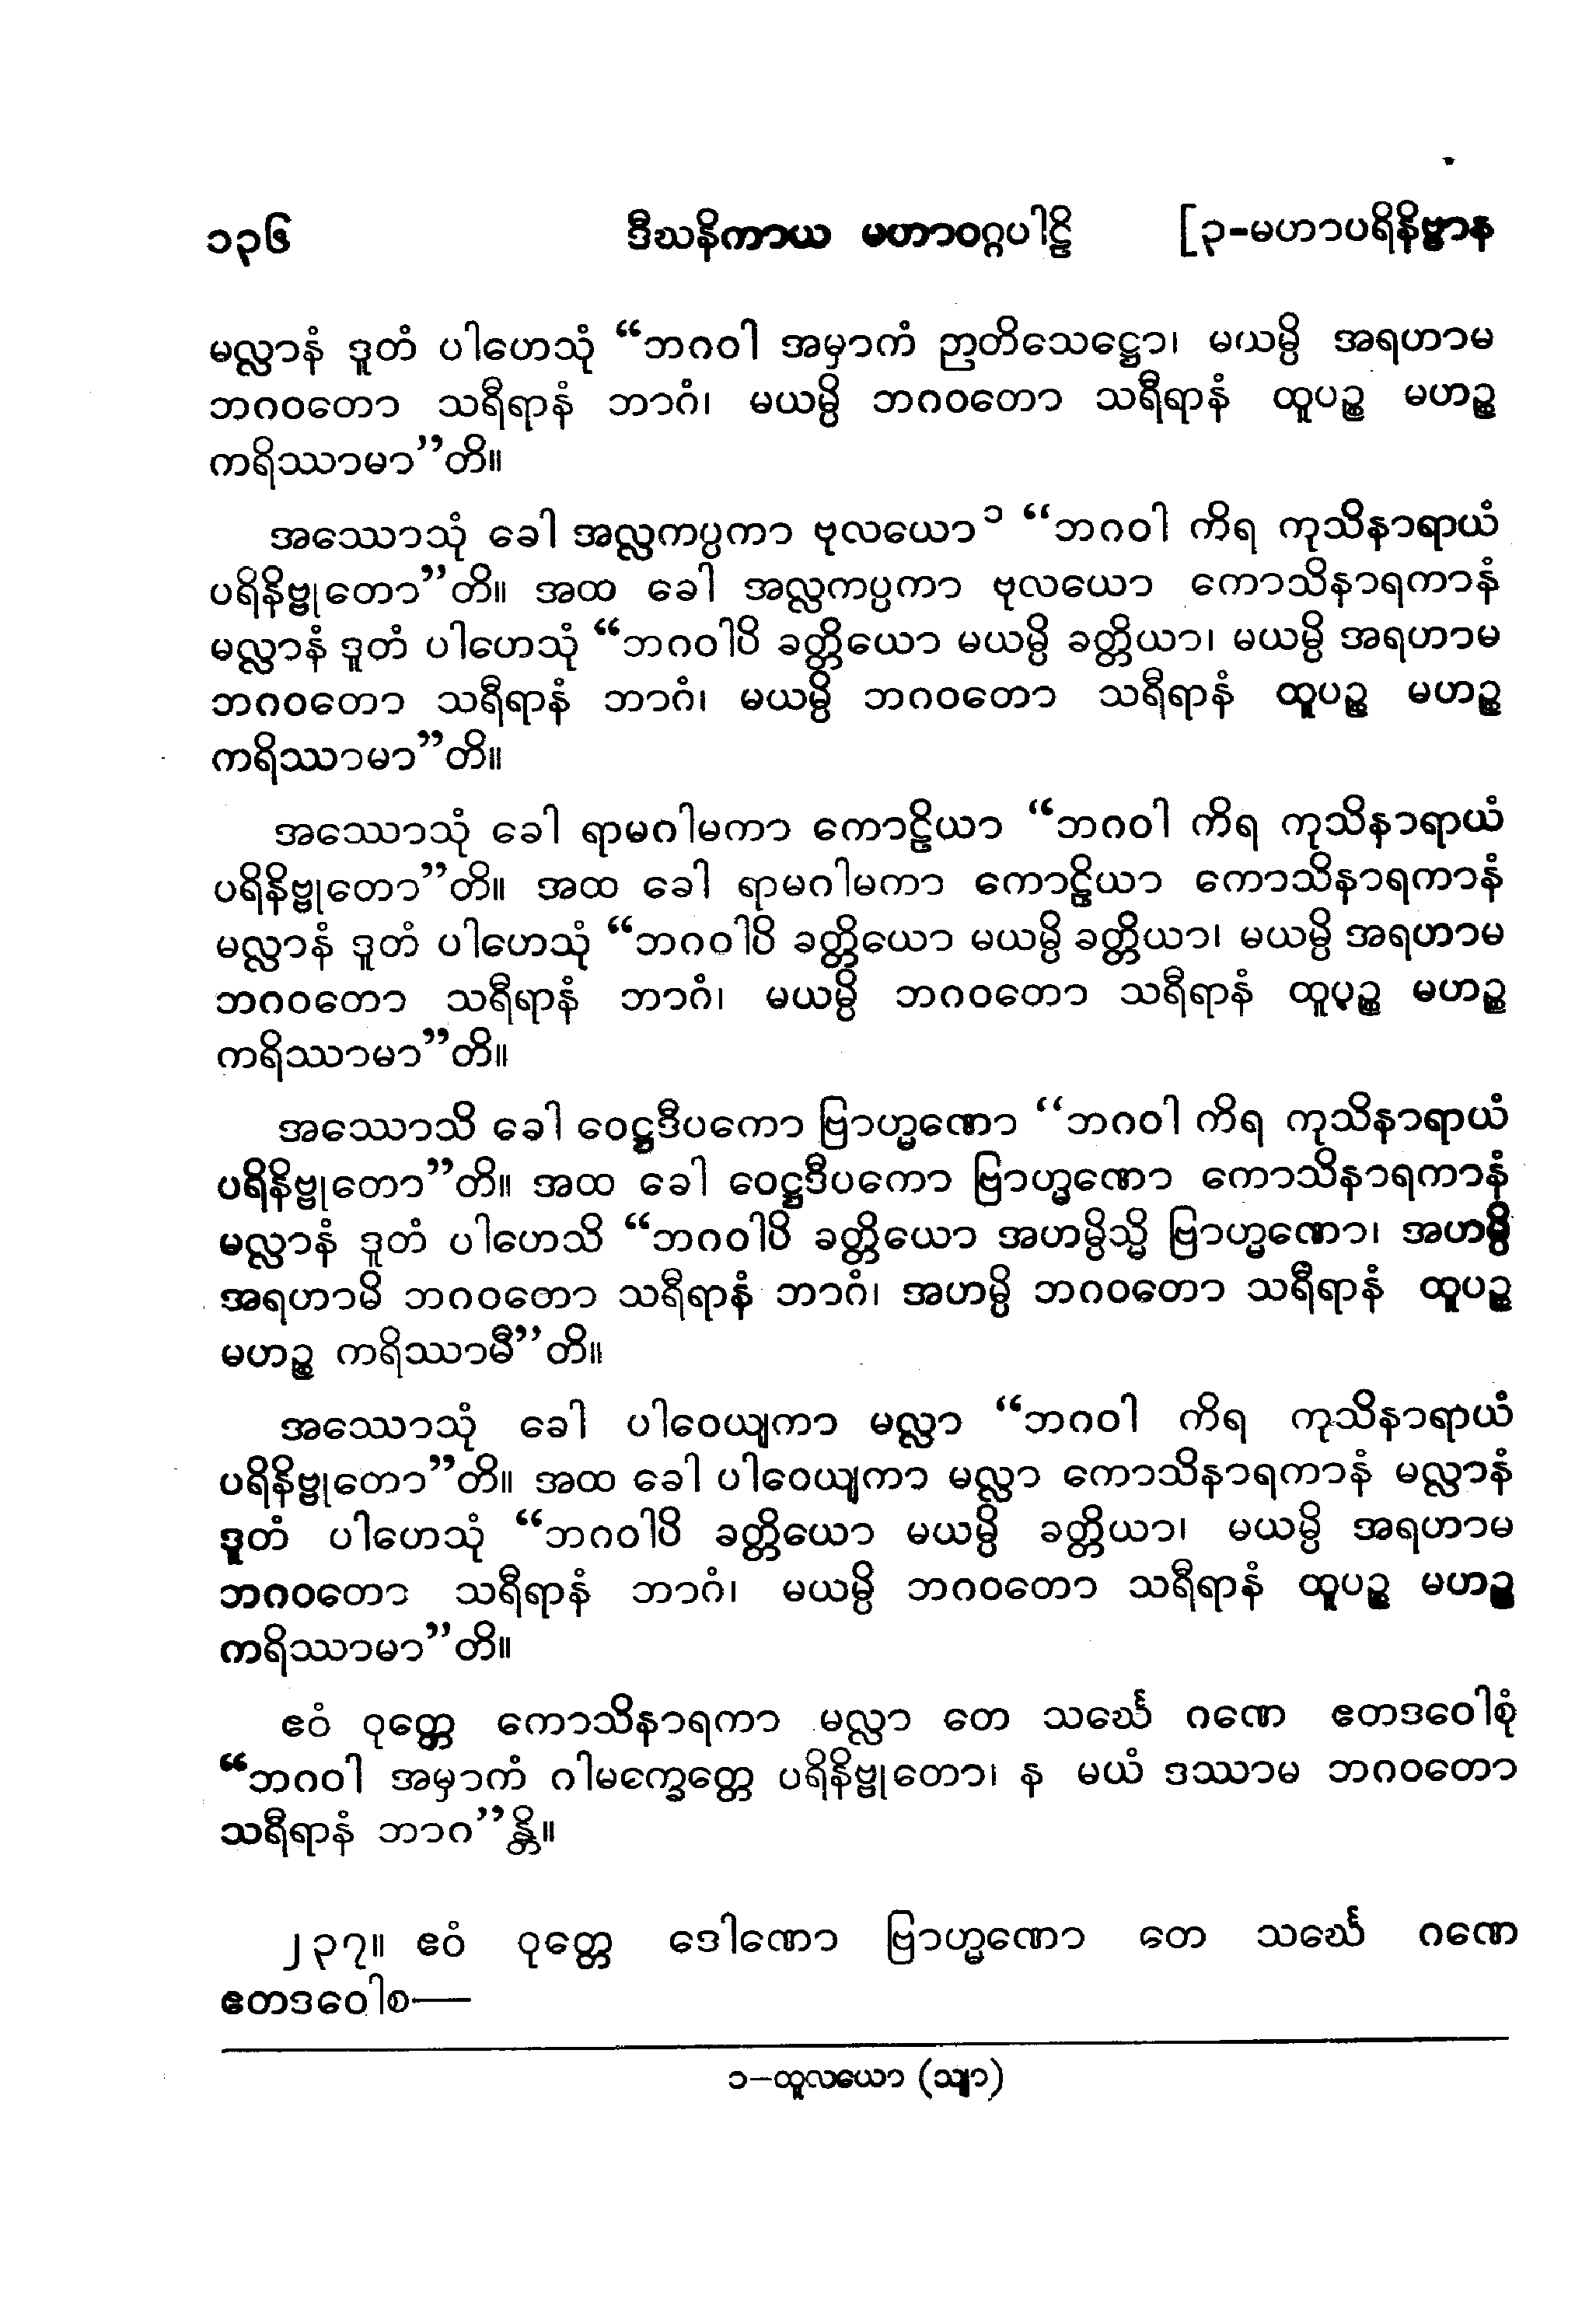 ၁၃၆ ဒီဃနိကာယ မဟာဝဂ္ဂပါဠိ [၃-မဟာပရိနိဗ္ဗာန
မလ္လာနံ ဒူတံ ပါဟေသုံ “ဘဂဝါ အမှာကံ ဉာတိသေဋ္ဌော၊ မယမ္ပိ အရဟာမ
ဘဂဝတော သရီရာနံ ဘာဂံ၊ မယမ္ပိ ဘဂဝတော သရီရာနံ ထူပဉ္စ မဟဉ္စ
ကရိဿာမာ”တိ။
အဿောသုံ ခေါ အလ္လကပ္ပကာ ဗုလယော၁ “ဘဂဝါ ကိရ ကုသိနာရာယံ
ပရိနိဗ္ဗုတော”တိ။ အထ ခေါ အလ္လကပ္ပကာ ဗုလယော ကောသိနာရကာနံ
မလ္လာနံ ဒူတံ ပါဟေသုံ “ဘဂဝါပိ ခတ္တိယော မယမ္ပိ ခတ္တိယာ၊ မယမ္ပိ အရဟာမ
ဘဂဝတော သရီရာနံ ဘာဂံ၊ မယမ္ပိ ဘဂဝတော သရီရာနံ ထူပဉ္စ မဟဉ္စ
ကရိဿာမာ”တိ။
အဿောသုံ ခေါ ရာမဂါမကာ ကောဠိယာ “ဘဂဝါ ကိရ ကုသိနာရာယံ
ပရိနိဗ္ဗုတော”တိ။ အထ ခေါ ရာမဂါမကာ ကောဠိယာ ကောသိနာရကာနံ
မလ္လာနံ ဒူတံ ပါဟေသုံ “ဘဂဝါပိ ခတ္တိယော မယမ္ပိ ခတ္တိယာ၊ မယမ္ပိ အရဟာမ
ဘဂဝတော သရီရာနံ ဘာဂံ၊ မယမ္ပိ ဘဂဝတော သရီရာနံ ထူပဉ္စ မဟဉ္စ
ကရိဿာမာ”တိ။
အဿောသိ ခေါ ဝေဋ္ဌဒီပကော ဗြာဟ္မဏော “ဘဂဝါ ကိရ ကုသိနာရာယံ
ပရိနိဗ္ဗုတော”တိ။ အထ ခေါ ဝေဋ္ဌဒီပကော ဗြာဟ္မဏော ကောသိနာရကာနံ
မလ္လာနံ ဒူတံ ပါဟေသိ “ဘဂဝါပိ ခတ္တိယော အဟမ္ပိသ္မိ ဗြာဟ္မဏော၊ အဟမ္ပိ
အရဟာမိ ဘဂဝတော သရီရာနံ ဘာဂံ၊ အဟမ္ပိ ဘဂဝတော သရီရာနံ ထူပဉ္စ
မဟဉ္စ ကရိဿာမီ”တိ။
အဿောသုံ ခေါ ပါဝေယျကာ မလ္လာ “ဘဂဝါ ကိရ ကုသိနာရာယံ
ပရိနိဗ္ဗုတော”တိ။ အထ ခေါ ပါဝေယျကာ မလ္လာ ကောသိနာရကာနံ မလ္လာနံ
ဒူတံ ပါဟေသုံ “ဘဂဝါပိ ခတ္တိယော မယမ္ပိ ခတ္တိယာ၊ မယမ္ပိ အရဟာမ
ဘဂဝတော သရီရာနံ ဘာဂံ၊ မယမ္ပိ ဘဂဝတော သရီရာနံ ထူပဉ္စ မဟဉ္စ
ကရိဿာမာ”တိ။
ဧဝံ ဝုတ္တေ ကောသိနာရကာ မလ္လာ တေ သင်္ဃေ ဂဏေ ဧတဒဝေါစုံ
“ဘဂဝါ အမှာကံ ဂါမက္ခေတ္တေ ပရိနိဗ္ဗုတော၊ န မယံ ဒဿာမ ဘဂဝတော
သရီရာနံ ဘာဂ”န္တိ။
၂၃၇။ ဧဝံ ဝုတ္တေ ဒေါဏော ဗြာဟ္မဏော တေ သင်္ဃေ ဂဏေ
ဧတဒဝေါစ—
၁–ထူလယော (သျာ)